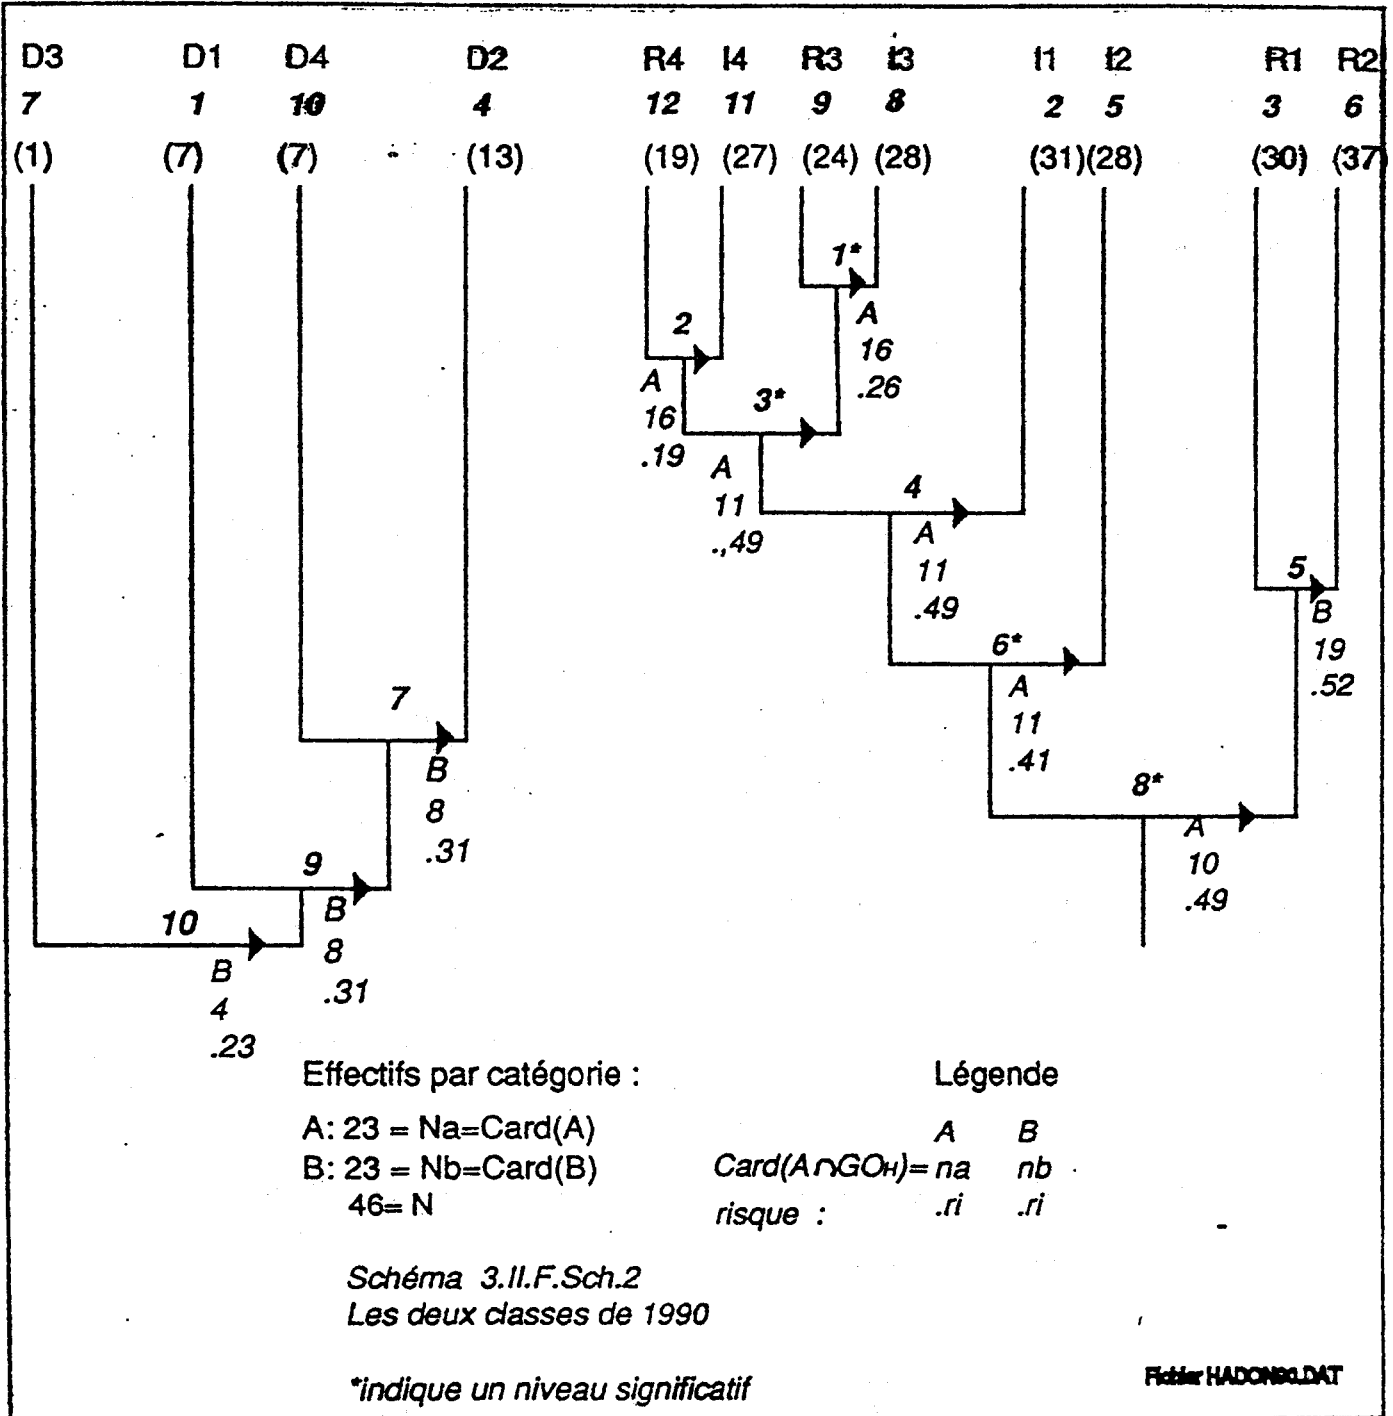 D3 D1 D4 D2 R4 I4 R3 I3 I1 I2 R1 R2
7 1 10 4 12 11 9 8 2 5 3 6
(1) (7) (7) (13) (19) (27) (24) (28) (31) (28) (30) (37)
1*
A
16
.26
2
A
16
.19
3*
A
11
.,49
4
A
11
.49
5
B
19
.52
6*
A
11
.41
7
B
8
.31
8*
A
10
.49
9
B
8
.31
10
B
4
.23
Effectifs par catégorie :
A: 23 = Na=Card(A)
B: 23 = Nb=Card(B)
46= N
Légende
A B
Card(A∩GOH)= na nb
risque : .ri .ri
Schéma 3.II.F.Sch.2
Les deux classes de 1990
*indique un niveau significatif
Fichier